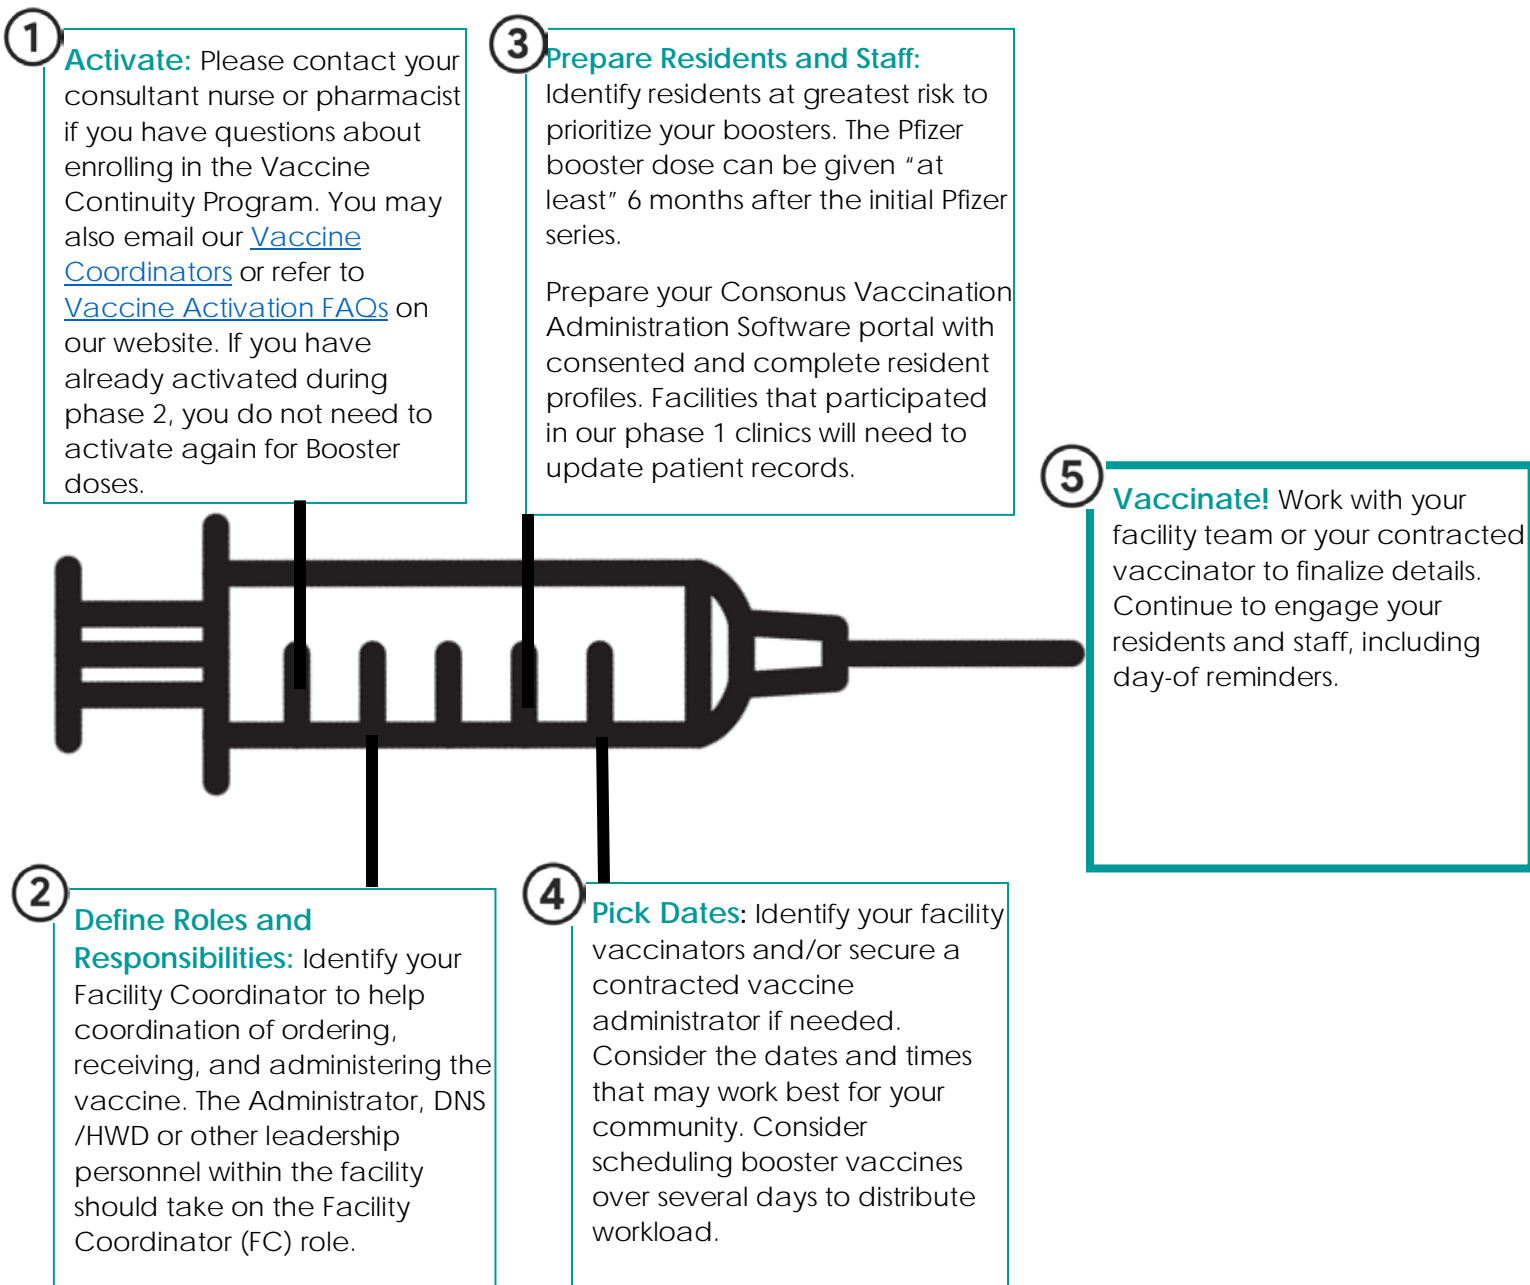 1
Activate: Please contact your
consultant nurse or pharmacist
if you have questions about
enrolling in the Vaccine
Continuity Program. You may
also email our Vaccine
Coordinators or refer to
Vaccine Activation FAQs on
our website. If you have
already activated during
phase 2, you do not need to
activate again for Booster
doses.
2
Define Roles and
Responsibilities: Identify your
Facility Coordinator to help
coordination of ordering,
receiving, and administering the
vaccine. The Administrator, DNS
/HWD or other leadership
personnel within the facility
should take on the Facility
Coordinator (FC) role.
3
Prepare Residents and Staff:
Identify residents at greatest risk to
prioritize your boosters. The Pfizer
booster dose can be given “at
least” 6 months after the initial Pfizer
series.
Prepare your Consonus Vaccination
Administration Software portal with
consented and complete resident
profiles. Facilities that participated
in our phase 1 clinics will need to
update patient records.
4
Pick Dates: Identify your facility
vaccinators and/or secure a
contracted vaccine
administrator if needed.
Consider the dates and times
that may work best for your
community. Consider
scheduling booster vaccines
over several days to distribute
workload.
5
Vaccinate! Work with your
facility team or your contracted
vaccinator to finalize details.
Continue to engage your
residents and staff, including
day-of reminders.